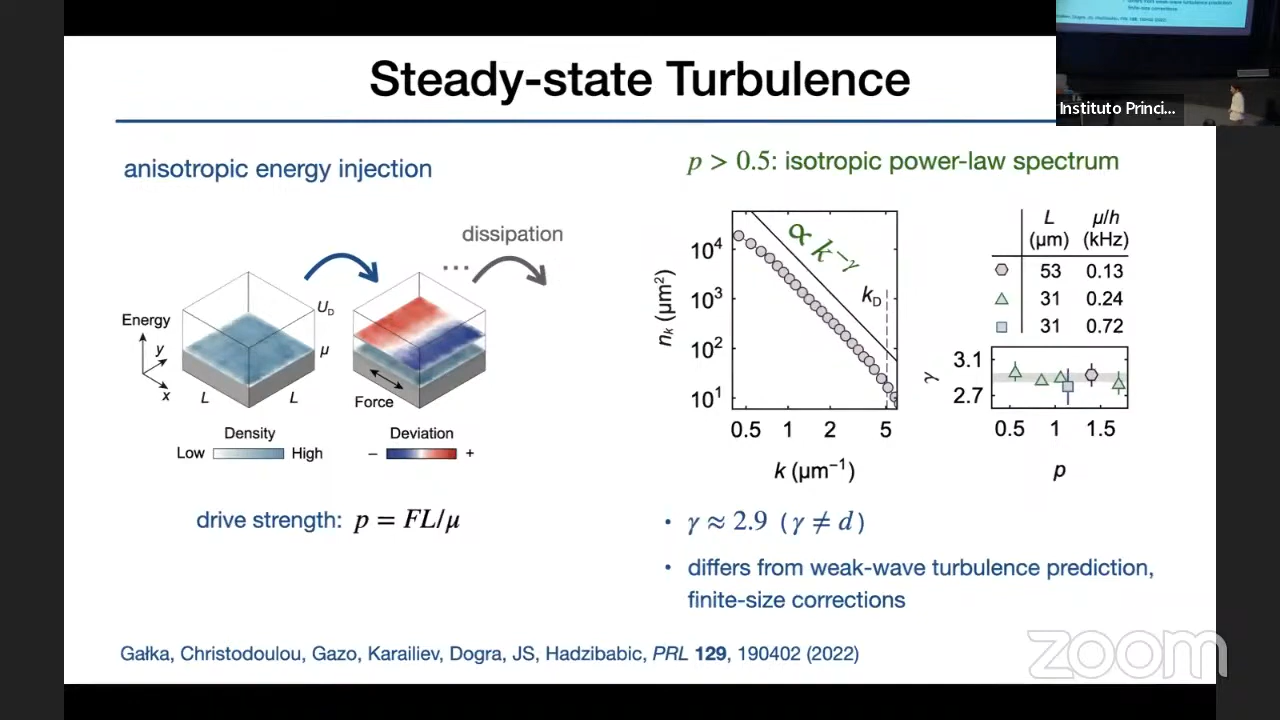 Steady-state Turbulence
Instituto Princi...
anisotropic energy injection
dissipation
...
Energy
y
x
L
L
U_D
μ
Force
Density
Low
High
Deviation
–
+
drive strength: p = FL/μ
p > 0.5: isotropic power-law spectrum
n_k (μm²)
10⁴
10³
10²
10¹
∝ k^−γ
k_D
0.5 1 2 5
k (μm⁻¹)
L μ/h
(μm) (kHz)
53 0.13
31 0.24
31 0.72
γ
3.1
2.7
0.5 1 1.5
p
• γ ≈ 2.9 (γ ≠ d)
• differs from weak-wave turbulence prediction,
finite-size corrections
Gałka, Christodoulou, Gazo, Karailiev, Dogra, JS, Hadzibabic, PRL 129, 190402 (2022)
zoom